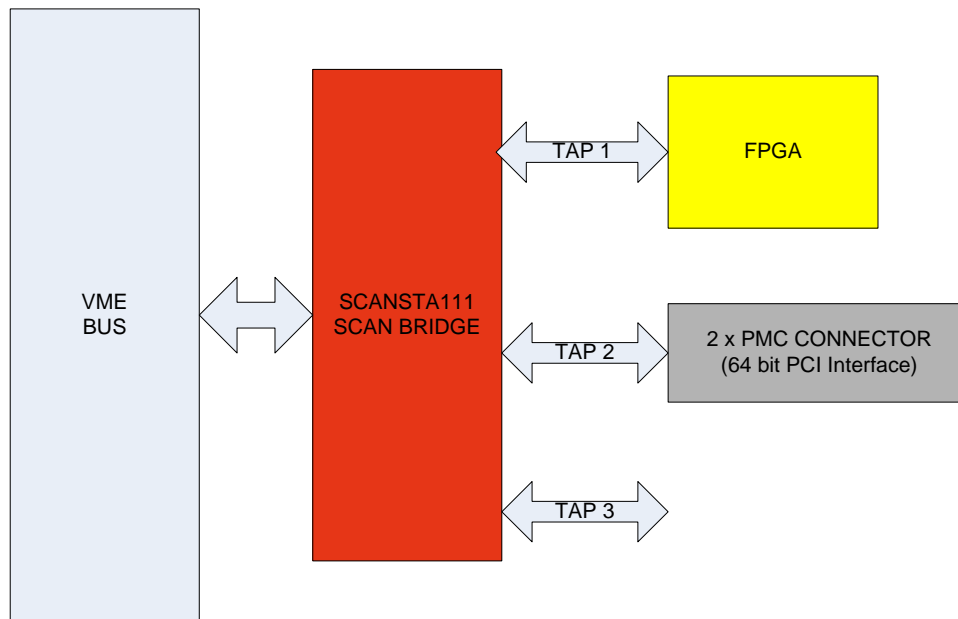 VME
BUS
SCANSTA111
SCAN BRIDGE
TAP 1
FPGA
TAP 2
2 x PMC CONNECTOR
(64 bit PCI Interface)
TAP 3